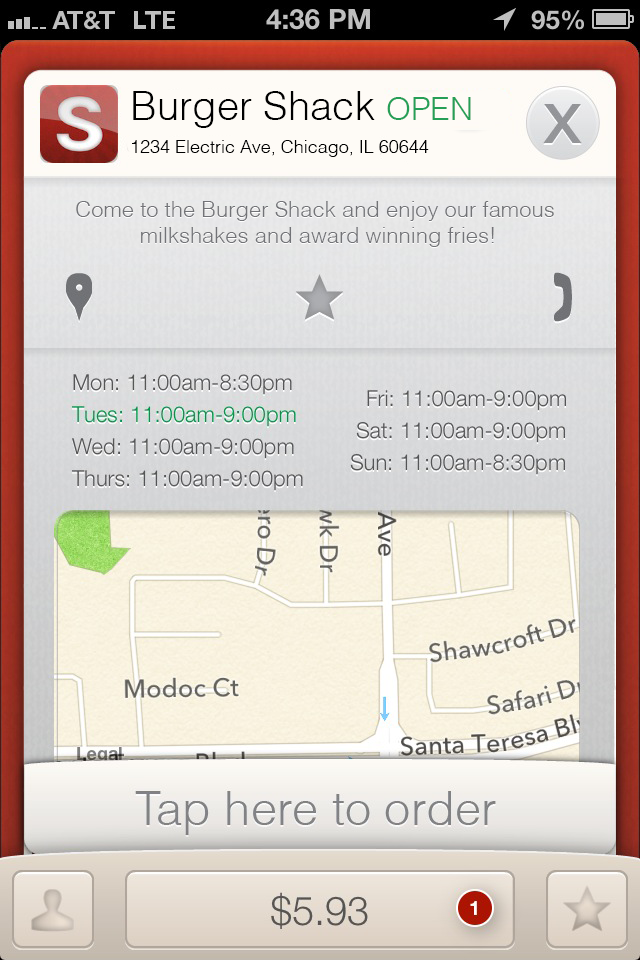 AT&T LTE 4:36 PM 95%
S
Burger Shack OPEN
X
1234 Electric Ave, Chicago, IL 60644
Come to the Burger Shack and enjoy our famous
milkshakes and award winning fries!
Mon: 11:00am-8:30pm
Tues: 11:00am-9:00pm
Wed: 11:00am-9:00pm
Thurs: 11:00am-9:00pm
Fri: 11:00am-9:00pm
Sat: 11:00am-9:00pm
Sun: 11:00am-8:30pm
ro Dr
wk Dr
Ave
Shawcroft Dr
Modoc Ct
Safari Dr
Santa Teresa Blv
Legal
Tap here to order
$5.93
1